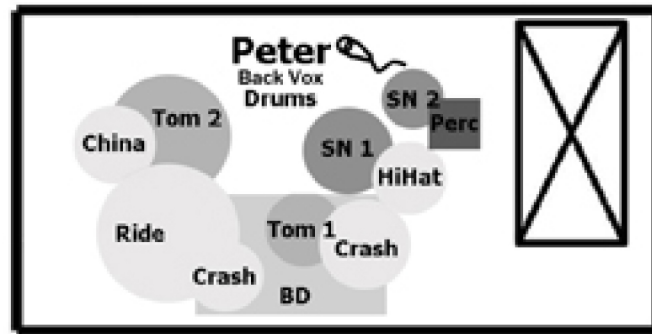 Peter
Back Vox
Drums
SN 2
Tom 2
Perc
China
SN 1
HiHat
Ride
Tom 1
Crash
Crash
BD